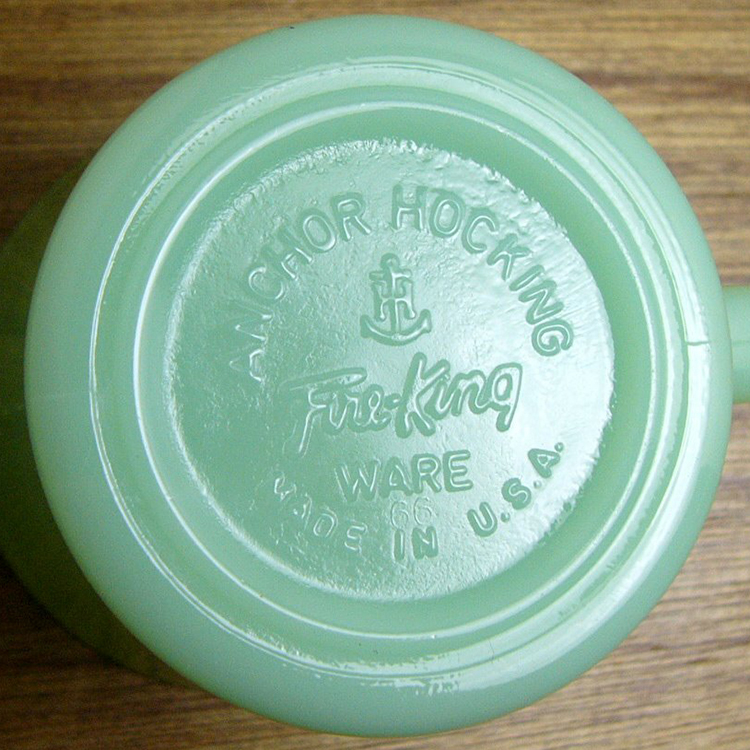 ANCHOR HOCKING
H
Fire-King
WARE
66
MADE IN U.S.A.